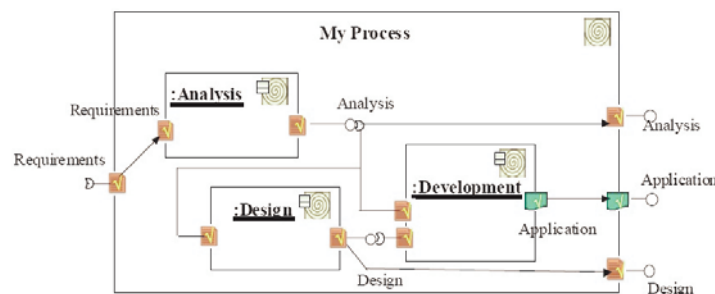 My Process
:Analysis
Requirements
Analysis
Analysis
Requirements
:Development
Application
:Design
Application
Design
Design